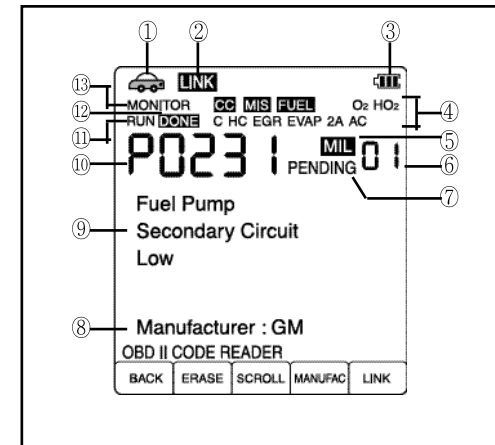 ① ② ③
LINK
⑬ MONITOR CC MIS FUEL O₂ HO₂ ④
⑫
⑪ RUN DONE C HC EGR EVAP 2A AC
MIL ⑤
⑩ P0231 PENDING 01 ⑥
⑦
Fuel Pump
⑨ Secondary Circuit
Low
⑧ Manufacturer : GM
OBD II CODE READER
BACK ERASE SCROLL MANUFAC LINK